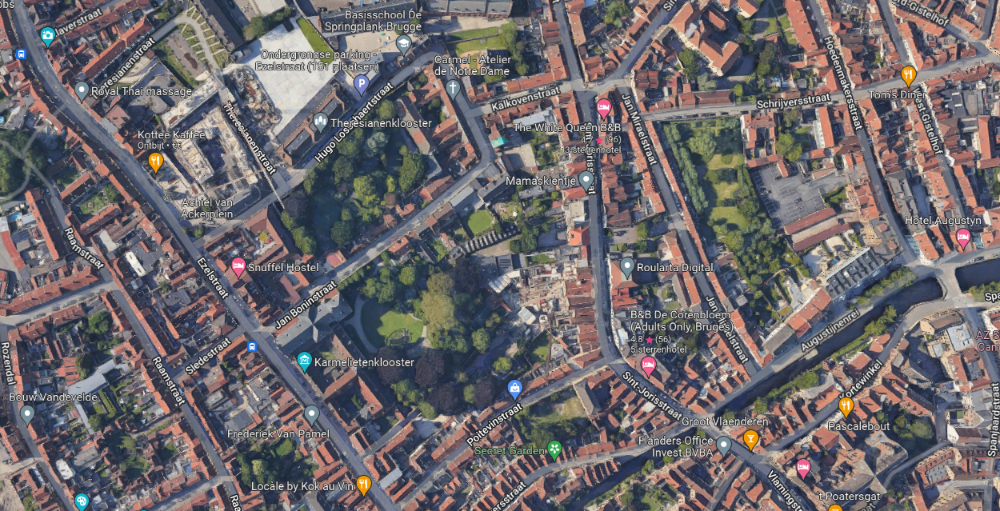 Klaverstraat
Basisschool De
Springplank Brugge
Ondergrondse parking -
Ezelstraat (151 plaatsen)
P
Carmel - Atelier
de Notre Dame
Theresianenstraat
Royal Thai massage
Kottee Kaffee
Ontbijt • €€
Hugo Losschaertstraat
Theresianenklooster
Kalkovenstraat
Jan Miraelstraat
Schrijversstraat
Hoedenmakersstraat
Tom's Diner
The White Queen B&B
(96)
3-sterrenhotel
Mamaskientje
Achiel van
Ackerplein
Hotel Augustyn
Raamstraat
Ezelstraat
Snuffel Hostel
Roularta Digital
Jan Boninstraat
B&B De Corenbloem
(Adults Only, Bruges)
4.8 (56)
5-sterrenhotel
Augustijnenrei
Sledestraat
Raamstraat
Rozendal
Karmelietenklooster
Kortewinkel
Bouw Vandevelde
Sint-Jorisstraat
Spanjaardstraat
Pascalebout
Poitevinstraat
Frederiek Van Pamel
Groot Vlaenderen
Flanders Office
Invest BVBA
Secret Garden
Locale by Kok au Vin
't Poatersgat